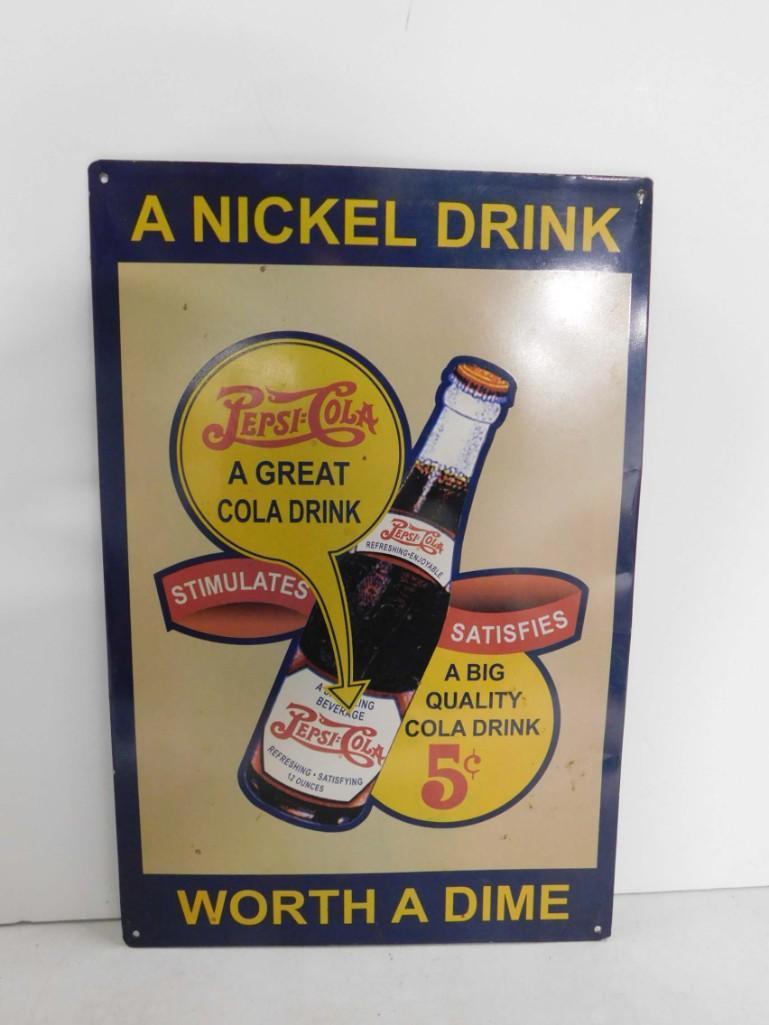 A NICKEL DRINK
PEPSI=COLA
A GREAT
COLA DRINK
PEPSI=COLA
REFRESHING•ENJOYABLE
STIMULATES
SATISFIES
A BIG
QUALITY
COLA DRINK
5¢
BEVERAGE
PEPSI=COLA
REFRESHING•SATISFYING
12 OUNCES
WORTH A DIME